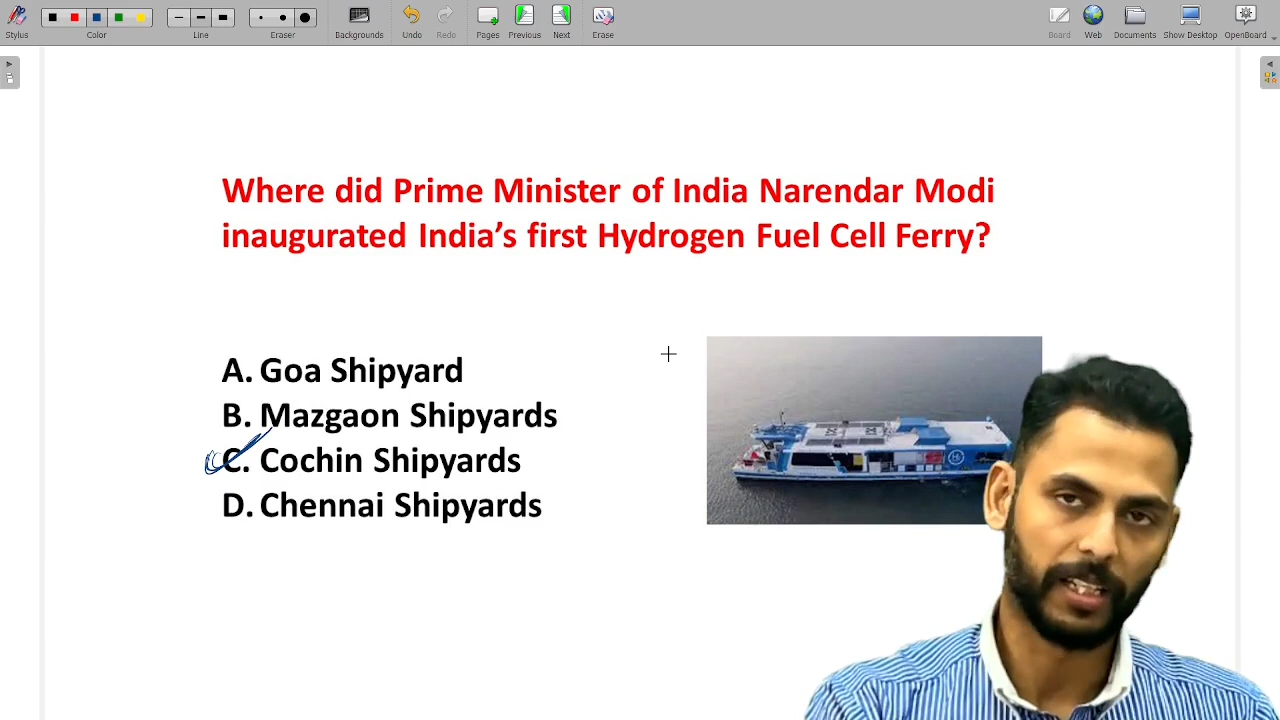 Stylus
Color
Line
Eraser
Backgrounds
Undo
Redo
Pages
Previous
Next
Erase
Board
Web
Documents
Show Desktop
OpenBoard
Where did Prime Minister of India Narendar Modi
inaugurated India’s first Hydrogen Fuel Cell Ferry?
A. Goa Shipyard
B. Mazgaon Shipyards
C. Cochin Shipyards
D. Chennai Shipyards